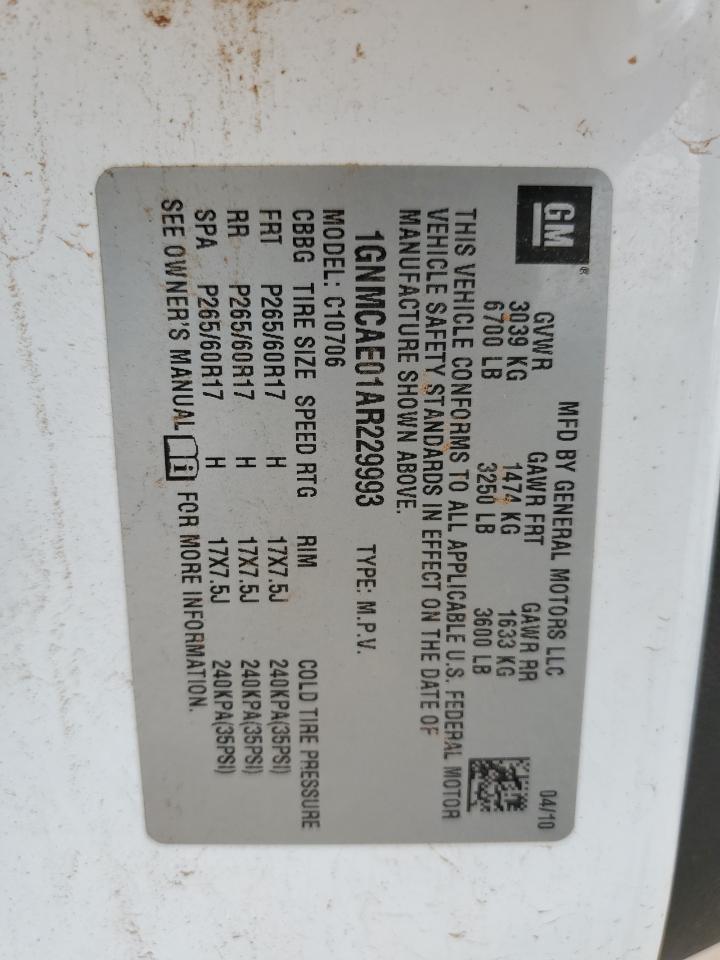 GM®
MFD BY GENERAL MOTORS LLC 04/10
GVWR GAWR FRT GAWR RR
3039 KG 1474 KG 1633 KG
6700 LB 3250 LB 3600 LB
THIS VEHICLE CONFORMS TO ALL APPLICABLE U.S. FEDERAL MOTOR
VEHICLE SAFETY STANDARDS IN EFFECT ON THE DATE OF
MANUFACTURE SHOWN ABOVE.
1GNMCAE01AR229993 TYPE: M.P.V.
MODEL: C10706
CBBG TIRE SIZE SPEED RTG RIM COLD TIRE PRESSURE
FRT P265/60R17 H 17X7.5J 240KPA(35PSI)
RR P265/60R17 H 17X7.5J 240KPA(35PSI)
SPA P265/60R17 H 17X7.5J 240KPA(35PSI)
SEE OWNER'S MANUAL FOR MORE INFORMATION.